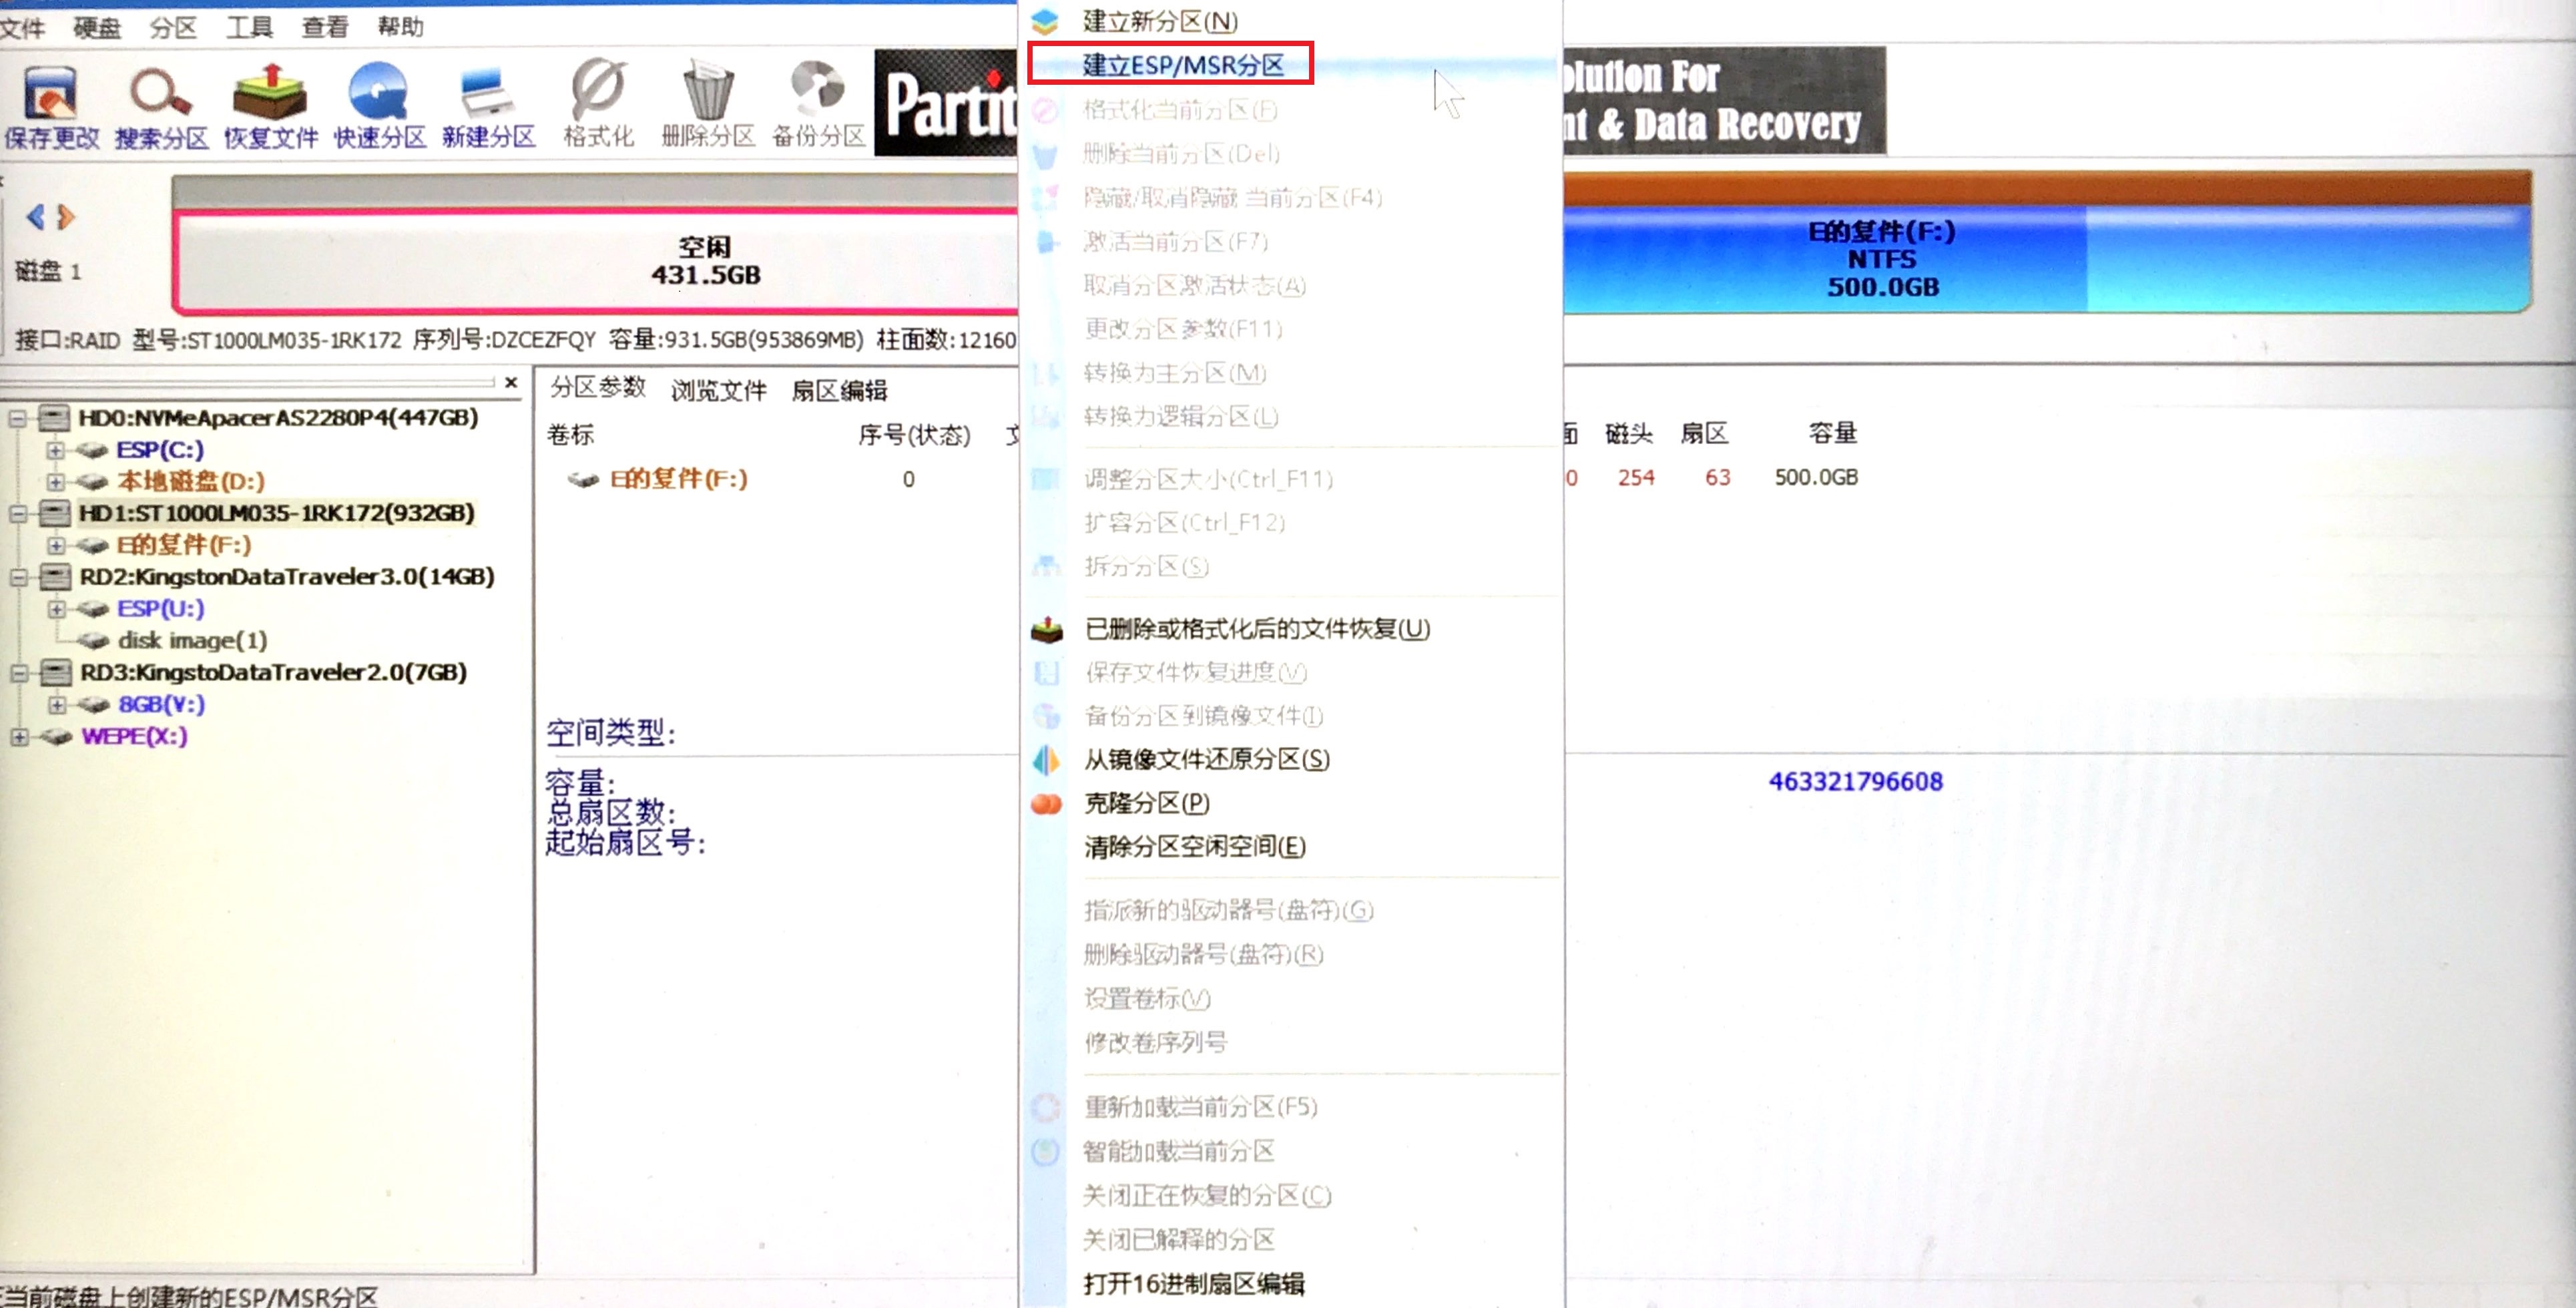 文件 硬盘 分区 工具 查看 帮助
保存更改 搜索分区 恢复文件 快速分区 新建分区 格式化 删除分区 备份分区
Partit
olution For
nt & Data Recovery
磁盘 1
空闲
431.5GB
E的复件(F:)
NTFS
500.0GB
接口:RAID 型号:ST1000LM035-1RK172 序列号:DZCEZFQY 容量:931.5GB(953869MB) 柱面数:12160
HD0:NVMeApacerAS2280P4(447GB)
ESP(C:)
本地磁盘(D:)
HD1:ST1000LM035-1RK172(932GB)
E的复件(F:)
RD2:KingstonDataTraveler3.0(14GB)
ESP(U:)
disk image(1)
RD3:KingstoDataTraveler2.0(7GB)
8GB(V:)
WEPE(X:)
分区参数 浏览文件 扇区编辑
卷标 序号(状态) 文 面 磁头 扇区 容量
E的复件(F:) 0 0 254 63 500.0GB
空间类型:
容量: 463321796608
总扇区数:
起始扇区号:
建立新分区(N)
建立ESP/MSR分区
格式化当前分区(F)
删除当前分区(Del)
隐藏/取消隐藏 当前分区(F4)
激活当前分区(F7)
取消分区激活状态(A)
更改分区参数(F11)
转换为主分区(M)
转换为逻辑分区(L)
调整分区大小(Ctrl_F11)
扩容分区(Ctrl_F12)
拆分分区(S)
已删除或格式化后的文件恢复(U)
保存文件恢复进度(V)
备份分区到镜像文件(I)
从镜像文件还原分区(S)
克隆分区(P)
清除分区空闲空间(E)
指派新的驱动器号(盘符)(G)
删除驱动器号(盘符)(R)
设置卷标(V)
修改卷序列号
重新加载当前分区(F5)
智能加载当前分区
关闭正在恢复的分区(C)
关闭已解释的分区
打开16进制扇区编辑
在当前磁盘上创建新的ESP/MSR分区